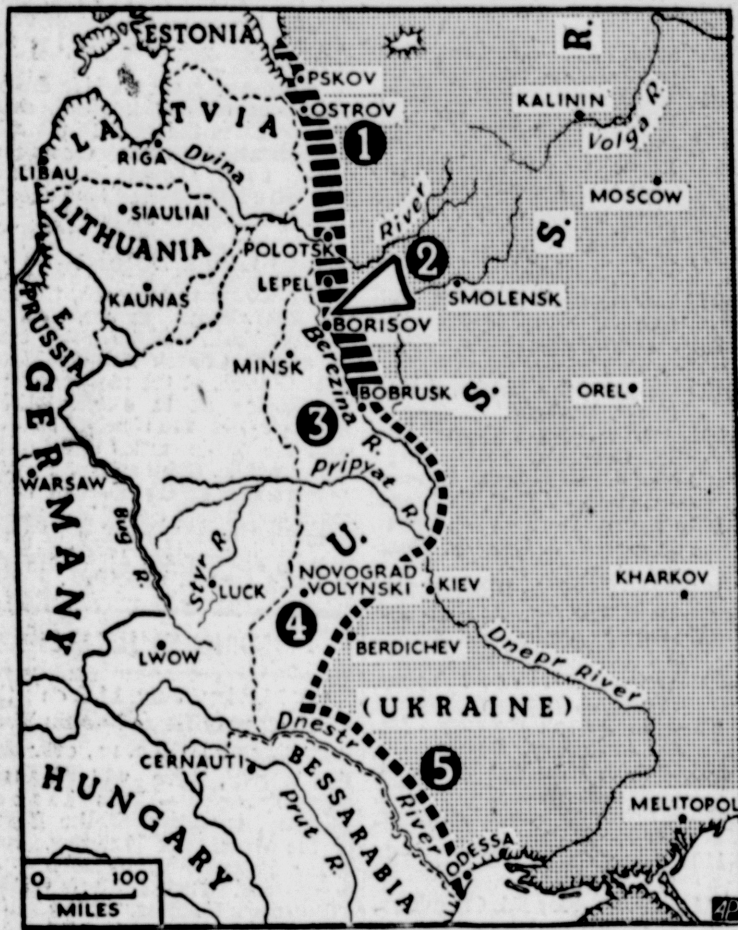 ESTONIA
PSKOV
OSTROV
R.
KALININ
Volga R.
1
LATVIA
RIGA
Dvina
LIBAU
MOSCOW
SIAULIAI
LITHUANIA
River
S.
POLOTSK
2
LEPEL
SMOLENSK
KAUNAS
E. PRUSSIA
BORISOV
MINSK
Berezina R.
BOBRUSK
S.
OREL
3
GERMANY
Pripyat R.
WARSAW
Bug R.
Styr R.
U.
LUCK
NOVOGRAD
VOLYNSKI
KIEV
KHARKOV
4
BERDICHEV
LWOW
Dnepr River
(UKRAINE)
Dnestr River
CERNAUTI
5
BESSARABIA
HUNGARY
Prut R.
MELITOPOL
ODESSA
0 100
MILES
AP